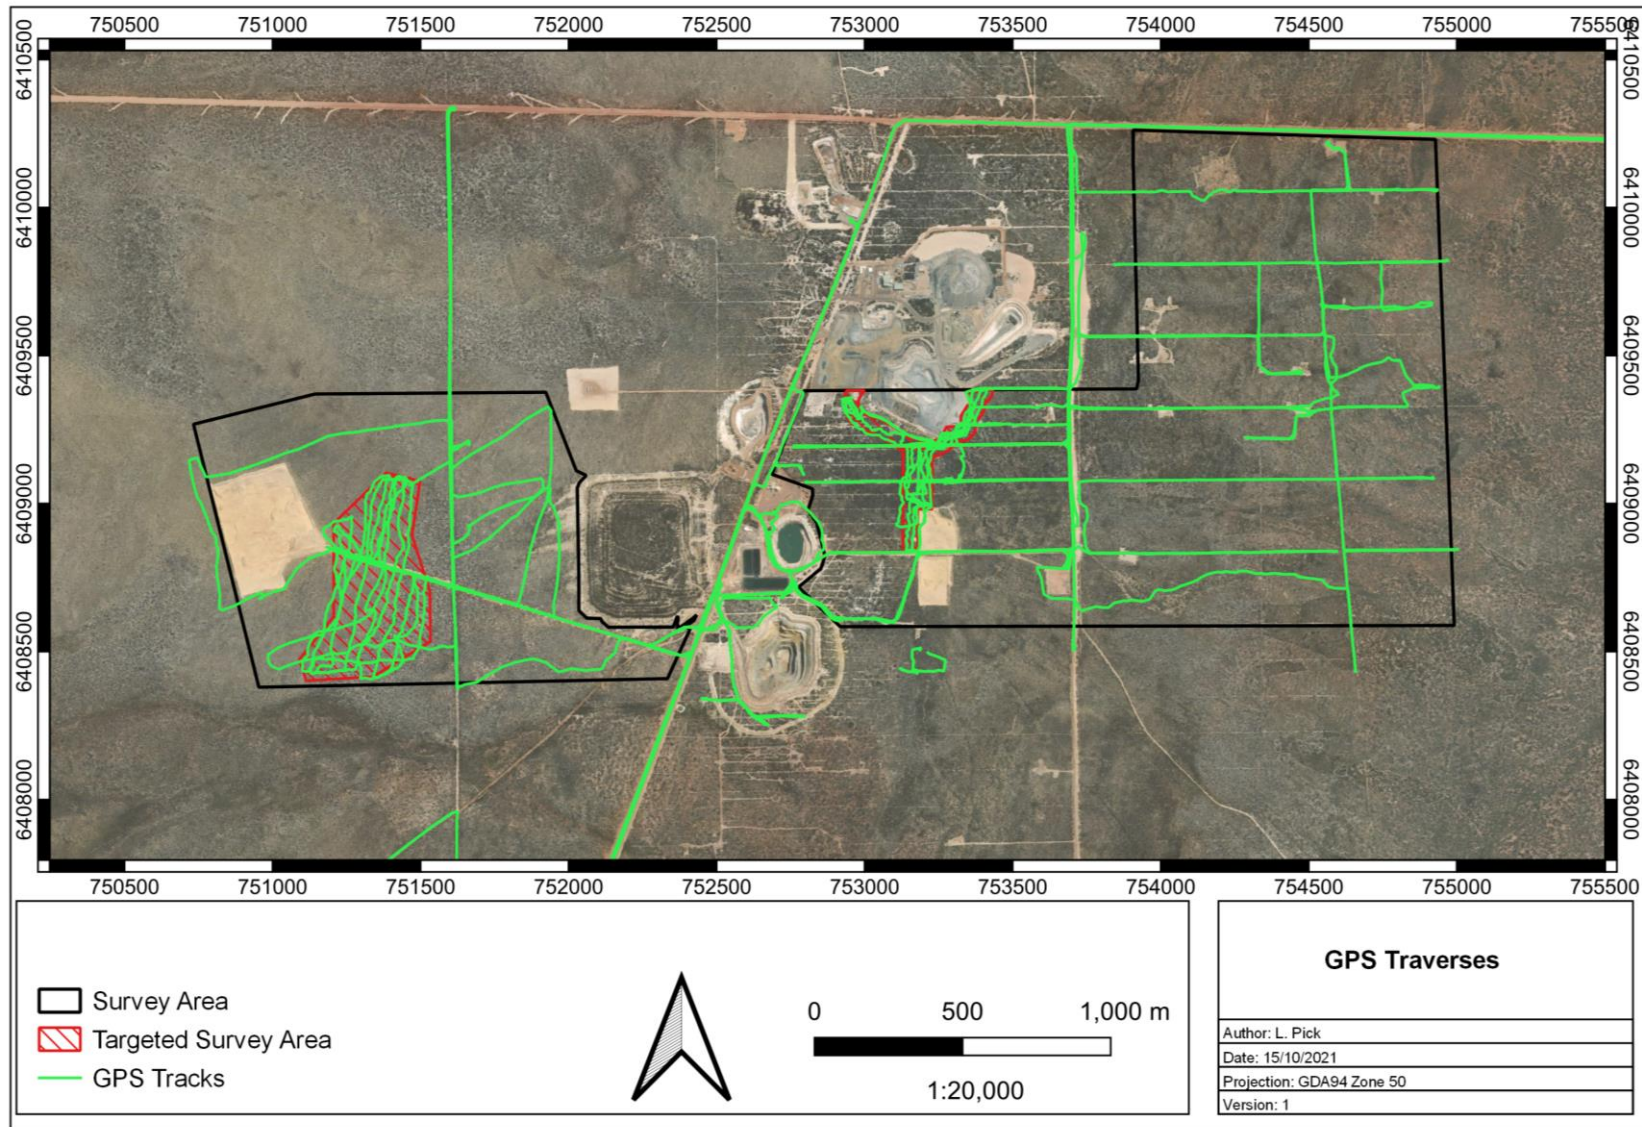 750500 751000 751500 752000 752500 753000 753500 754000 754500 755000 755500
6410500 6410500
6410000 6410000
6409500 6409500
6409000 6409000
6408500 6408500
6408000 6408000
750500 751000 751500 752000 752500 753000 753500 754000 754500 755000 755500
Survey Area
Targeted Survey Area
GPS Tracks
0 500 1,000 m
1:20,000
GPS Traverses
Author: L. Pick
Date: 15/10/2021
Projection: GDA94 Zone 50
Version: 1